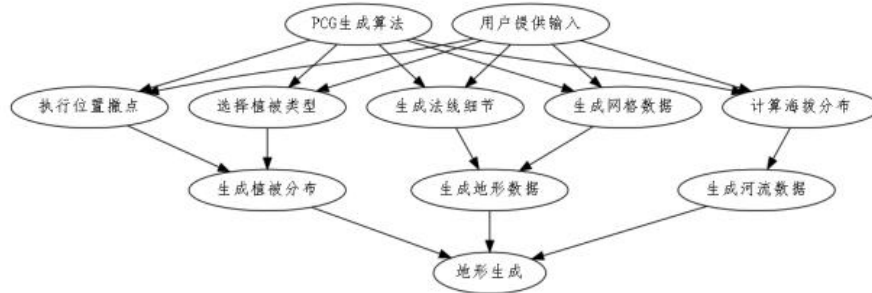 PCG生成算法
用户提供输入
执行位置撒点
选择植被类型
生成法线细节
生成网格数据
计算海拔分布
生成植被分布
生成地形数据
生成河流数据
地形生成